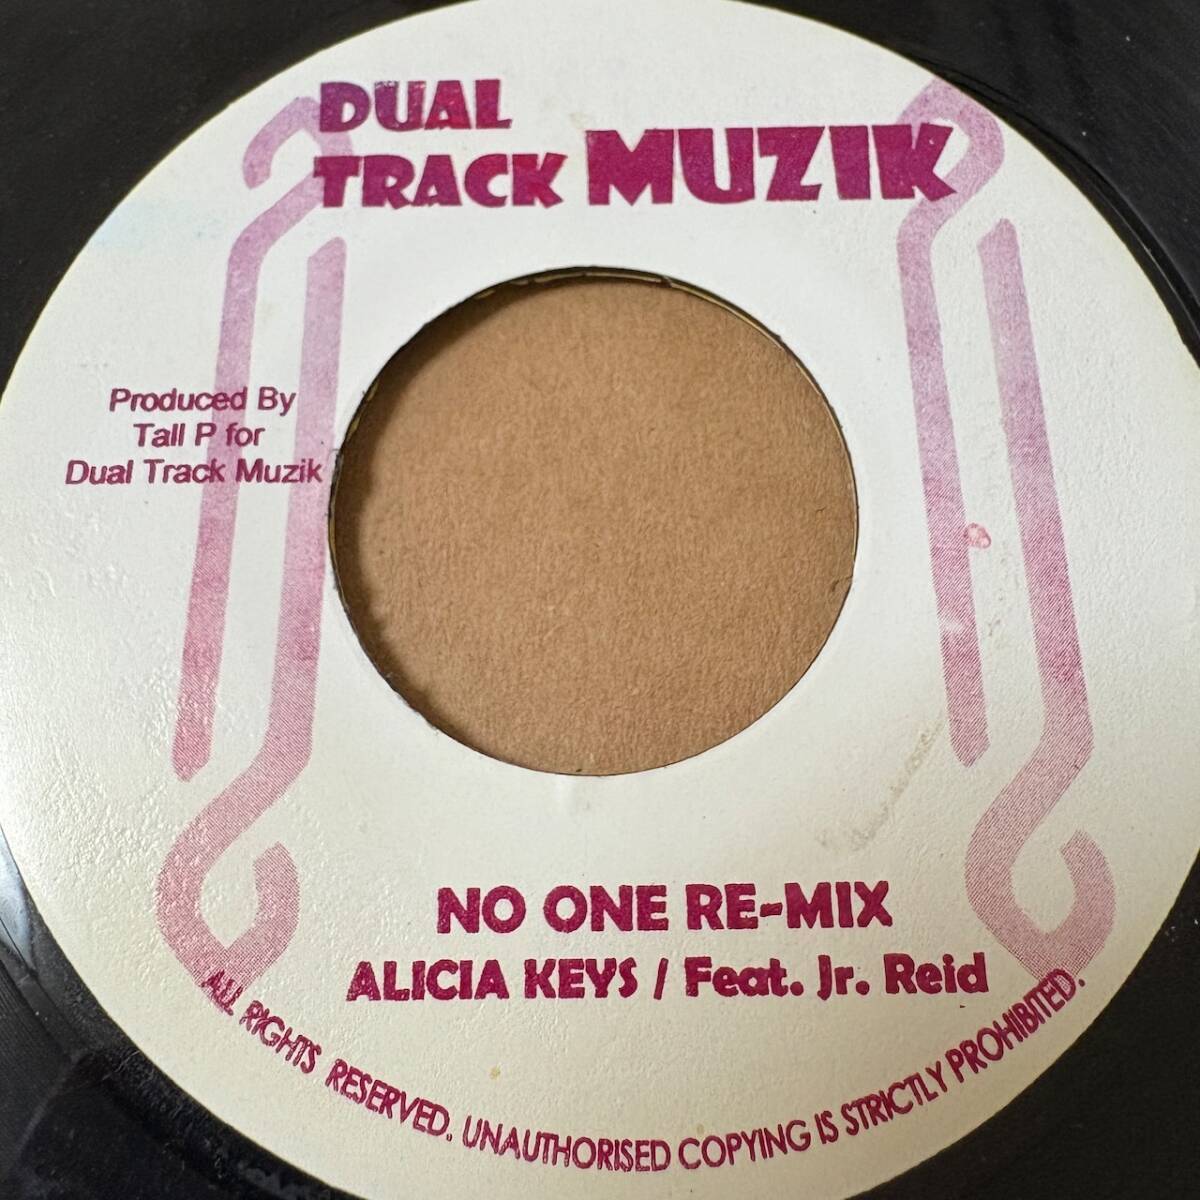 DUAL
TRACK MUZIK
Produced By
Tall P for
Dual Track Muzik
NO ONE RE-MIX
ALICIA KEYS / Feat. Jr. Reid
ALL RIGHTS RESERVED. UNAUTHORISED COPYING IS STRICTLY PROHIBITED.